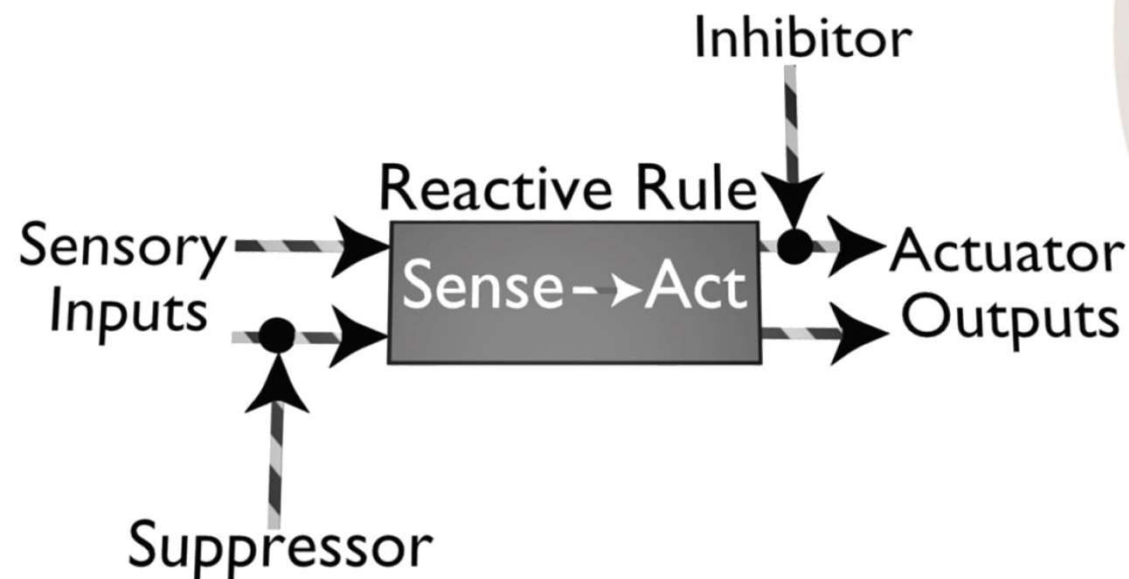 Inhibitor
Reactive Rule
Sensory
Inputs
Sense Act
Actuator
Outputs
Suppressor